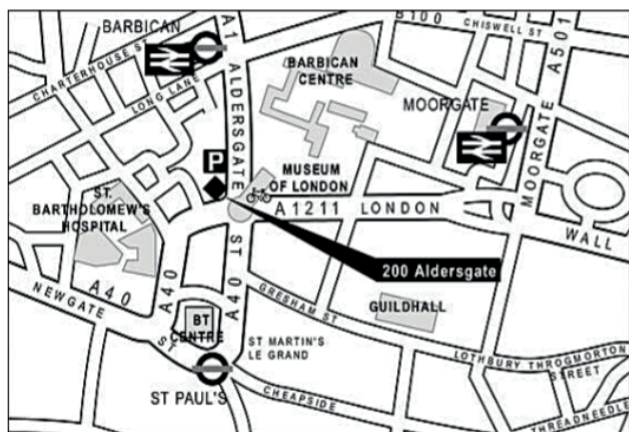 BARBICAN
A1 ALDERSGATE ST
B100
CHISWELL ST
A501
MOORGATE
CHARTERHOUSE ST
LONG LANE
BARBICAN
CENTRE
MOORGATE
P
MUSEUM
OF LONDON
ST.
BARTHOLOMEW'S
HOSPITAL
A1211 LONDON WALL
200 Aldersgate
A40
A40
A40
NEWGATE ST
GRESHAM ST
GUILDHALL
BT
CENTRE
ST MARTIN'S
LE GRAND
LOTHBURY THROGMORTON
STREET
ST PAUL'S
CHEAPSIDE
THREADNEEDLE